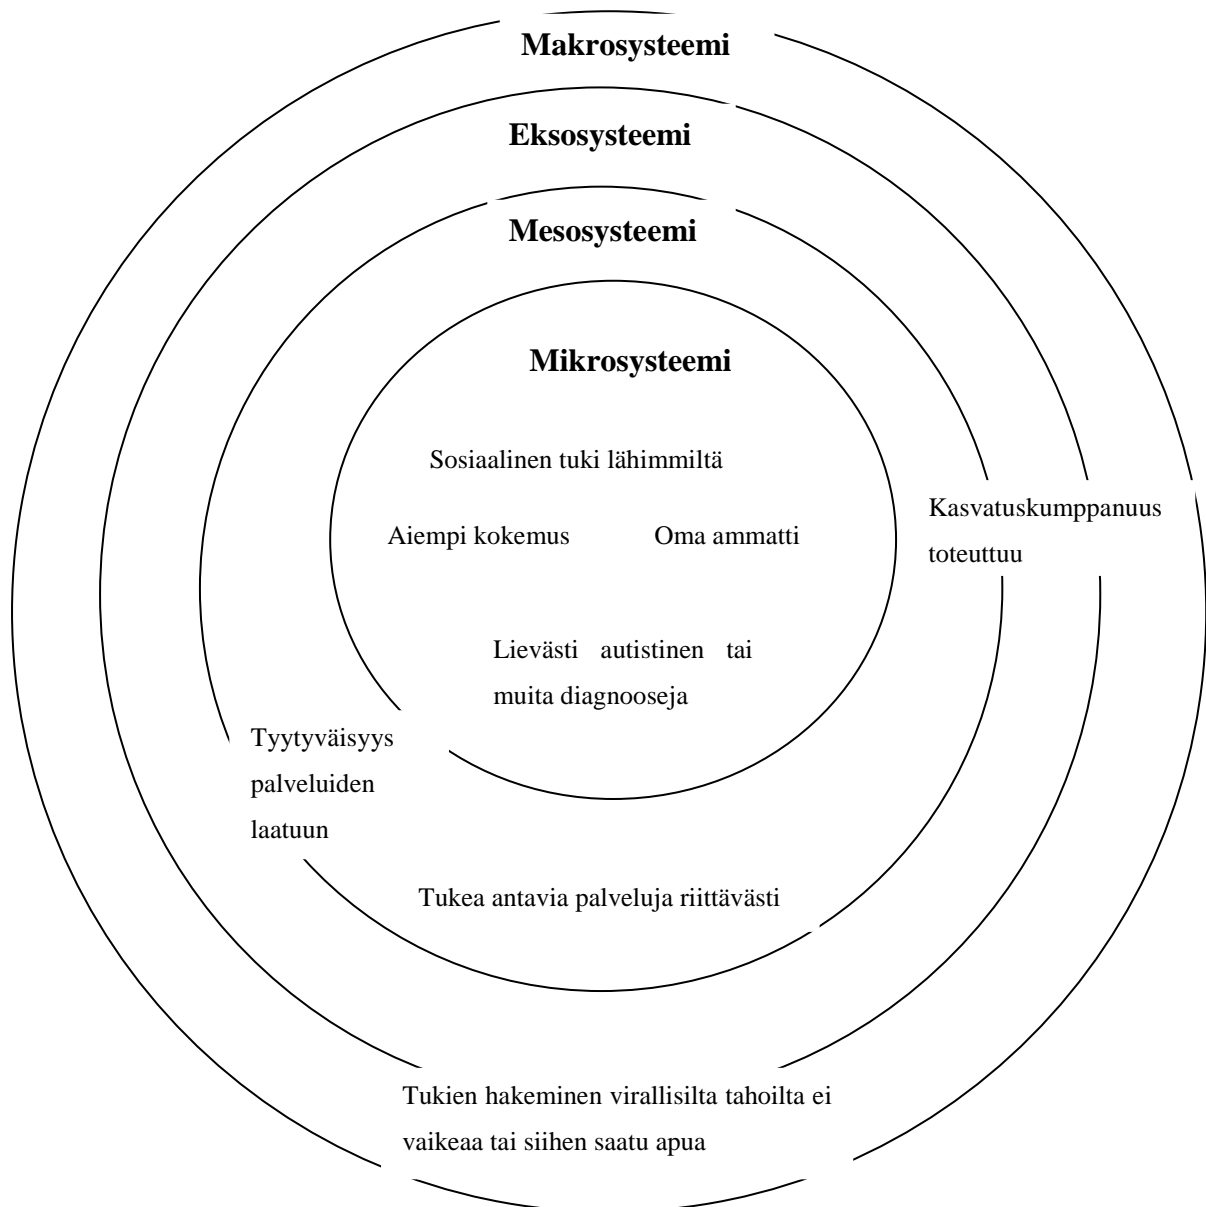 Makrosysteemi
Eksosysteemi
Mesosysteemi
Mikrosysteemi
Sosiaalinen tuki lähimmiltä
Aiempi kokemus
Oma ammatti
Kasvatuskumppanuus
toteuttuu
Lievästi autistinen tai
muita diagnooseja
Tyytyväisyys
palveluiden
laatuun
Tukea antavia palveluja riittävästi
Tukien hakeminen virallisilta tahoilta ei
vaikeaa tai siihen saatu apua